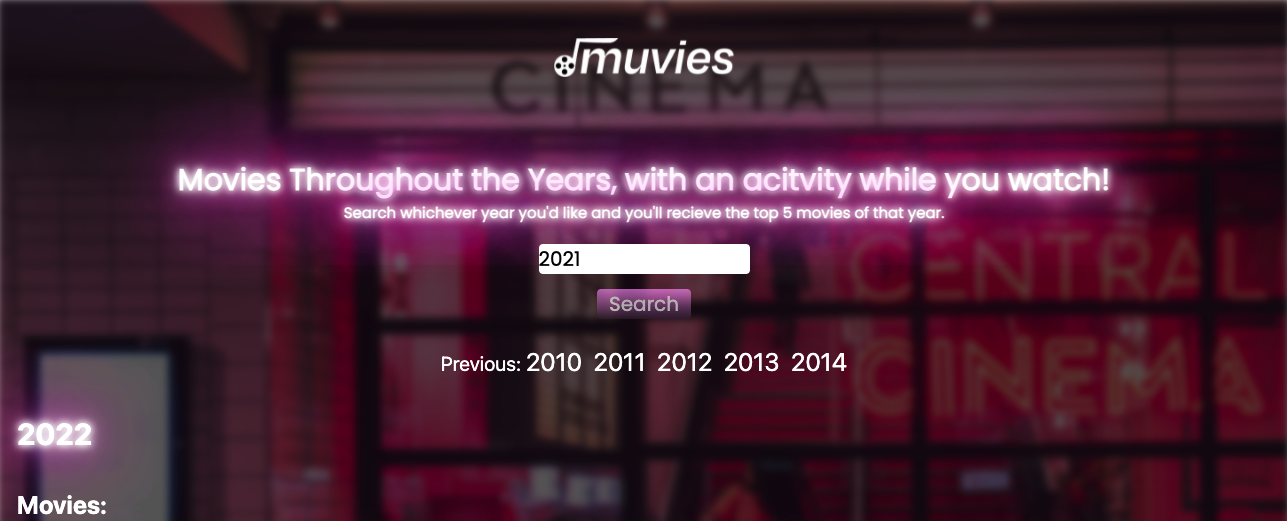 muvies
CINEMA
Movies Throughout the Years, with an acitvity while you watch!
Search whichever year you'd like and you'll recieve the top 5 movies of that year.
2021
Search
CENTRAL
Previous: 2010 2011 2012 2013 2014
CINEMA
2022
Movies: